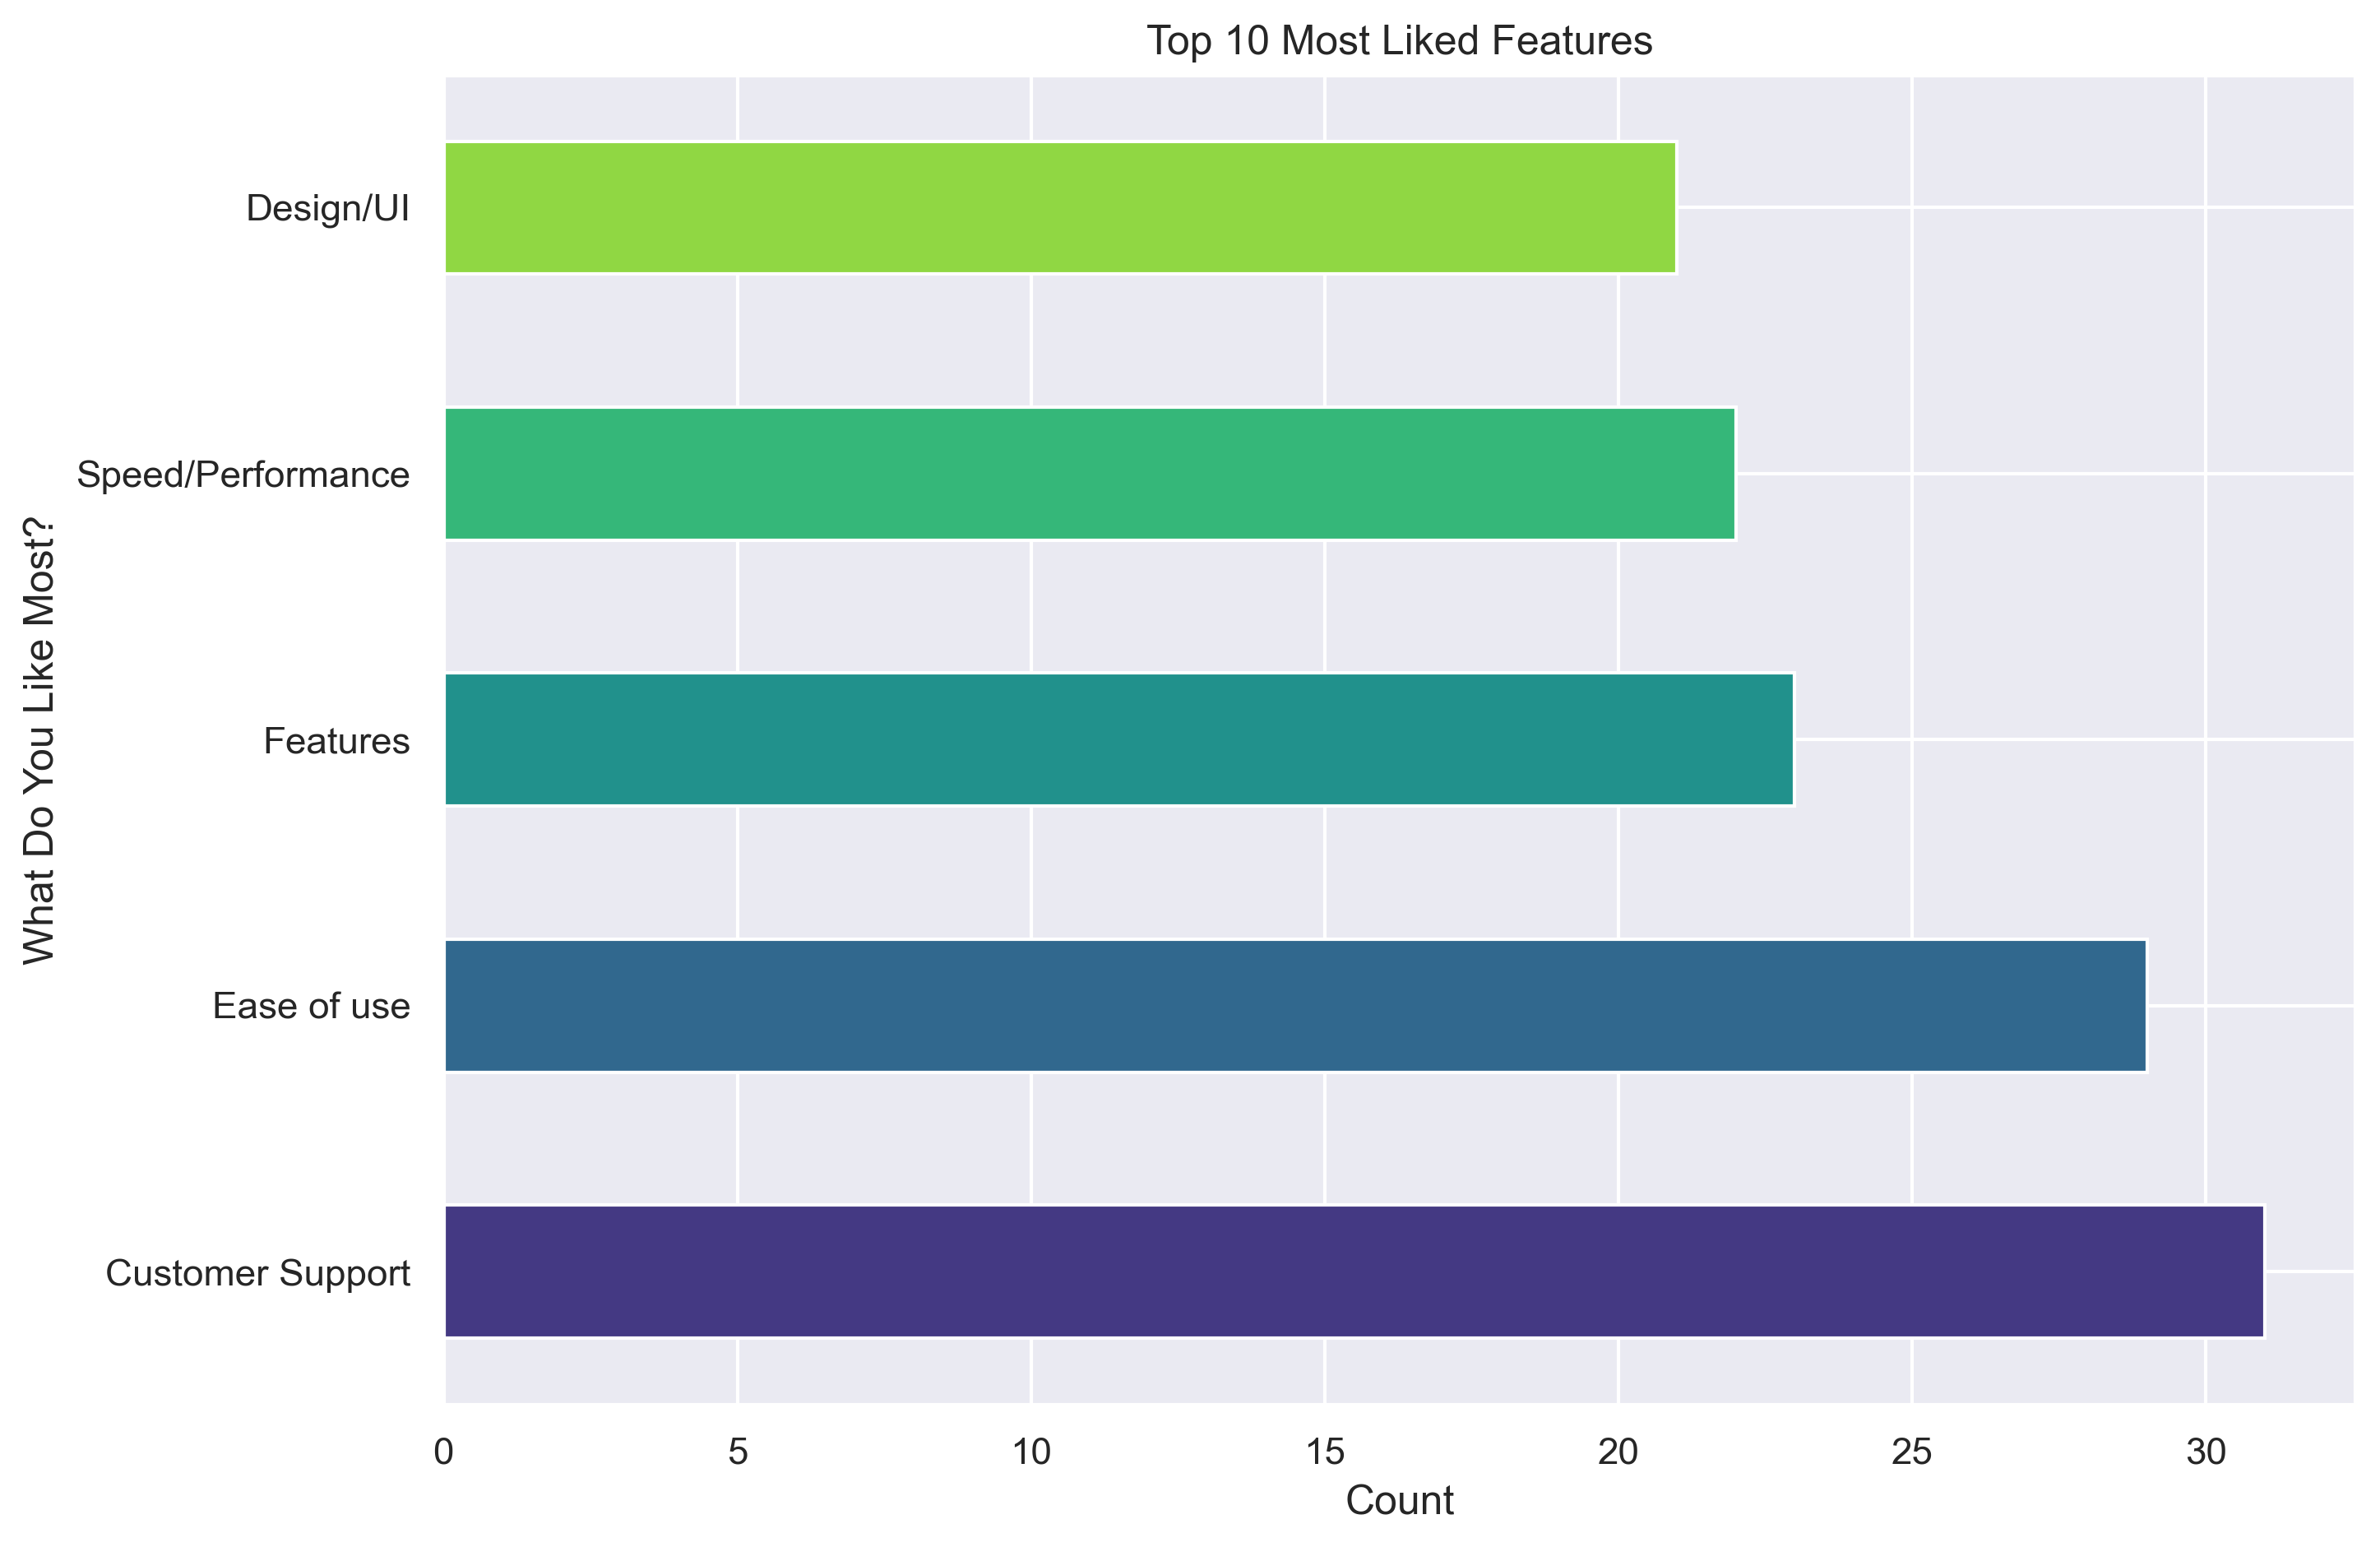 Top 10 Most Liked Features
What Do You Like Most?
Design/UI
Speed/Performance
Features
Ease of use
Customer Support
0 5 10 15 20 25 30
Count